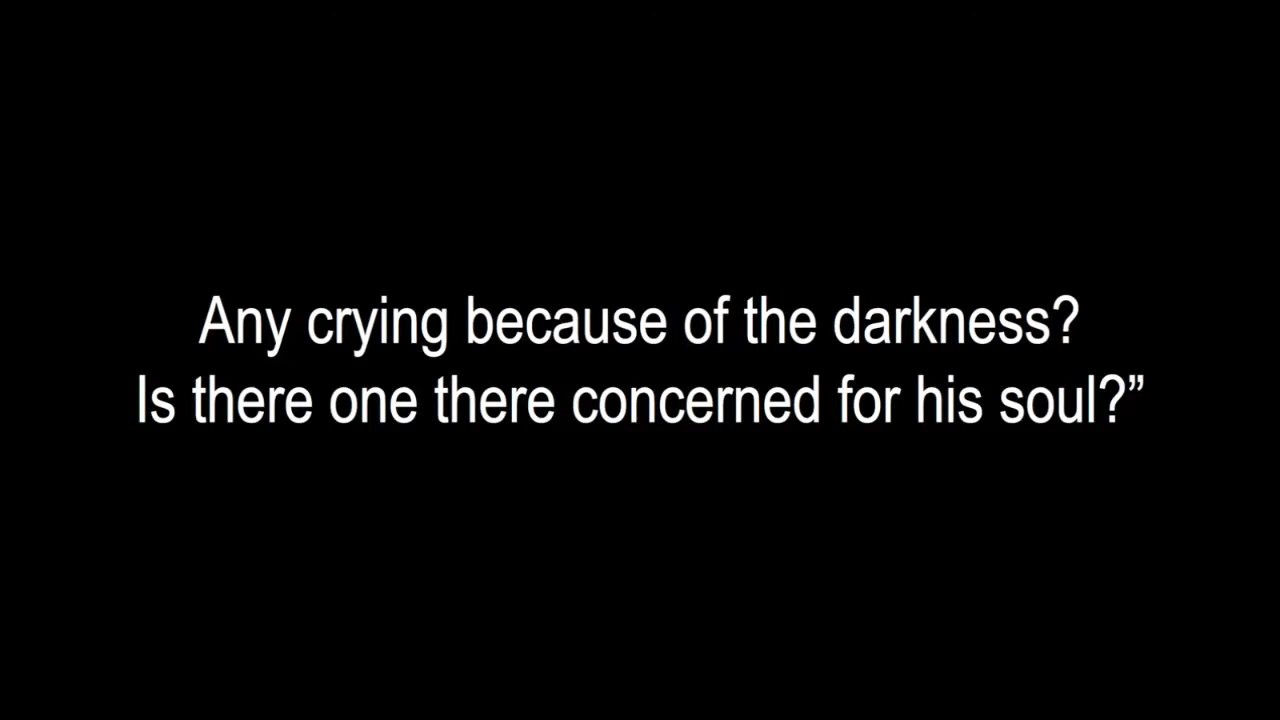 Any crying because of the darkness?
Is there one there concerned for his soul?”